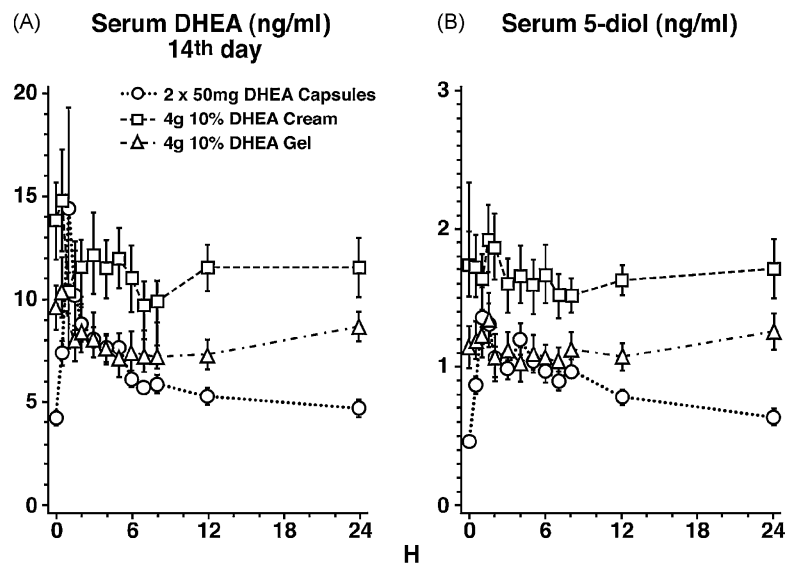 (A)
Serum DHEA (ng/ml)
14th day
20
15
10
5
0
2 x 50mg DHEA Capsules
4g 10% DHEA Cream
4g 10% DHEA Gel
0 6 12 18 24
(B)
Serum 5-diol (ng/ml)
3
2
1
0
0 6 12 18 24
H